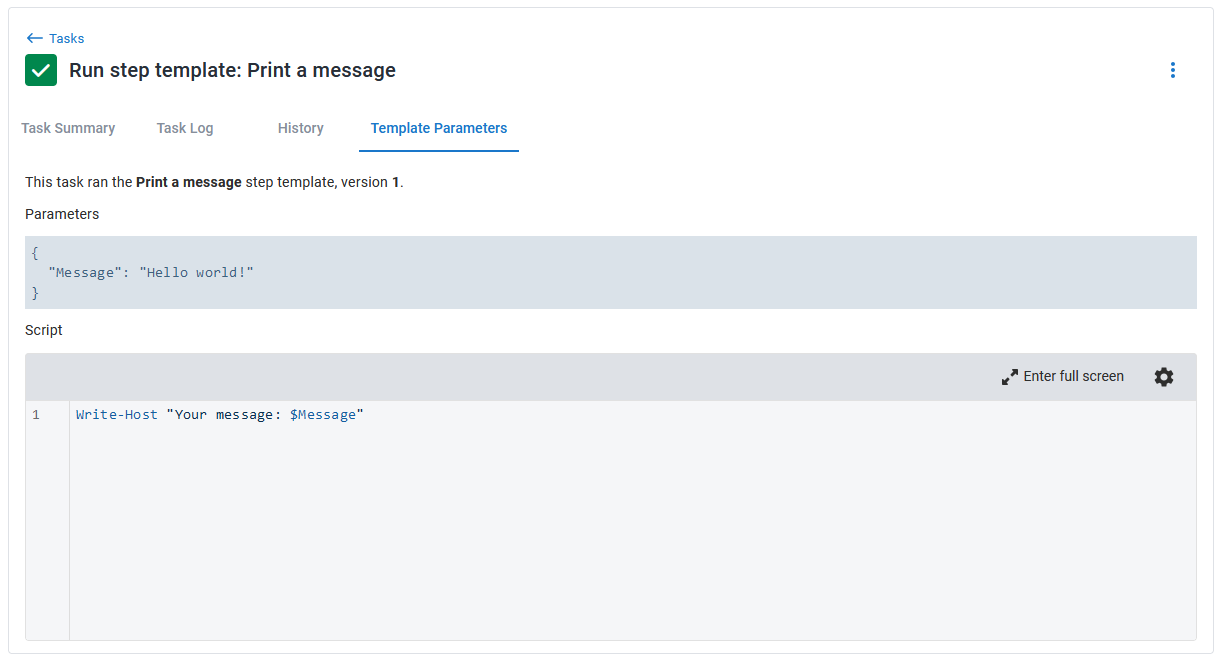 Tasks
Run step template: Print a message
Task Summary Task Log History Template Parameters
This task ran the Print a message step template, version 1.
Parameters
{
  "Message": "Hello world!"
}
Script
Enter full screen
1 Write-Host "Your message: $Message"